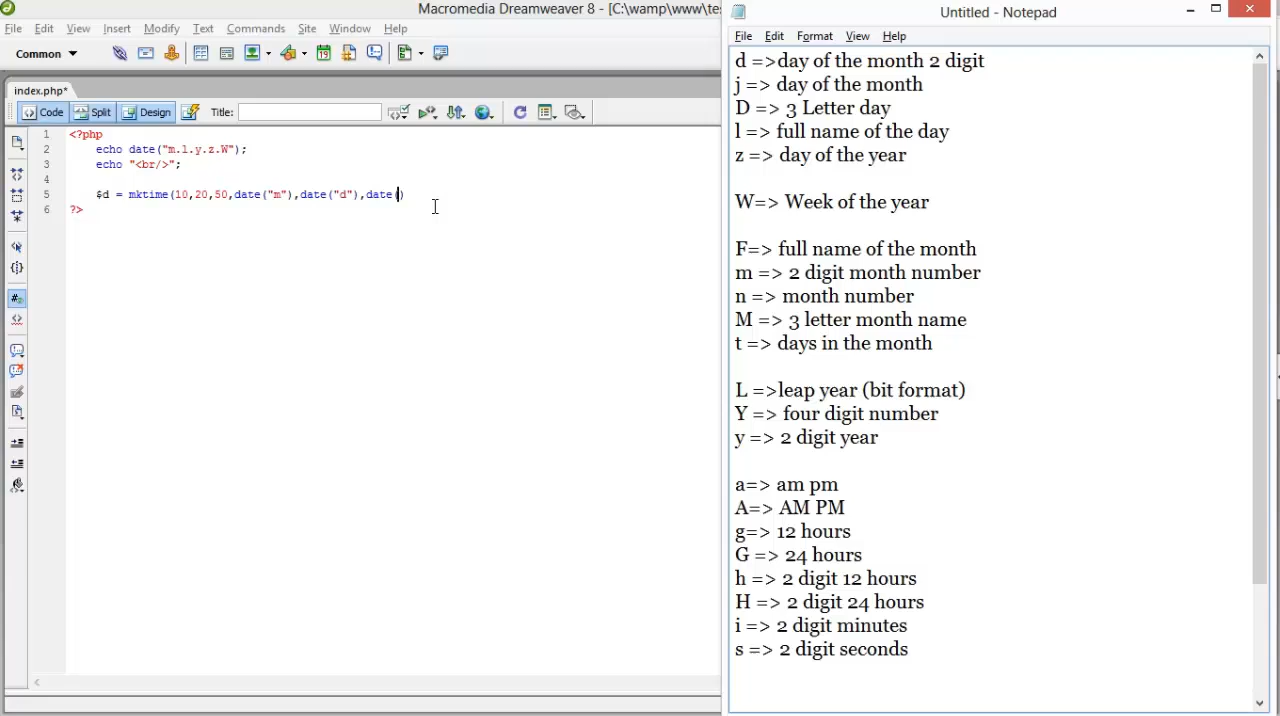 Macromedia Dreamweaver 8 - [C:\wamp\www\tes
File Edit View Insert Modify Text Commands Site Window Help
Common
index.php*
Code Split Design Title:
1 <?php
2 echo date("m.l.y.z.W");
3 echo "<br/>";
4
5 $d = mktime(10,20,50,date("m"),date("d"),date()
6 ?>
Untitled - Notepad
File Edit Format View Help
d =>day of the month 2 digit
j => day of the month
D => 3 Letter day
l => full name of the day
z => day of the year
W=> Week of the year
F=> full name of the month
m => 2 digit month number
n => month number
M => 3 letter month name
t => days in the month
L =>leap year (bit format)
Y => four digit number
y => 2 digit year
a=> am pm
A=> AM PM
g=> 12 hours
G => 24 hours
h => 2 digit 12 hours
H => 2 digit 24 hours
i => 2 digit minutes
s => 2 digit seconds